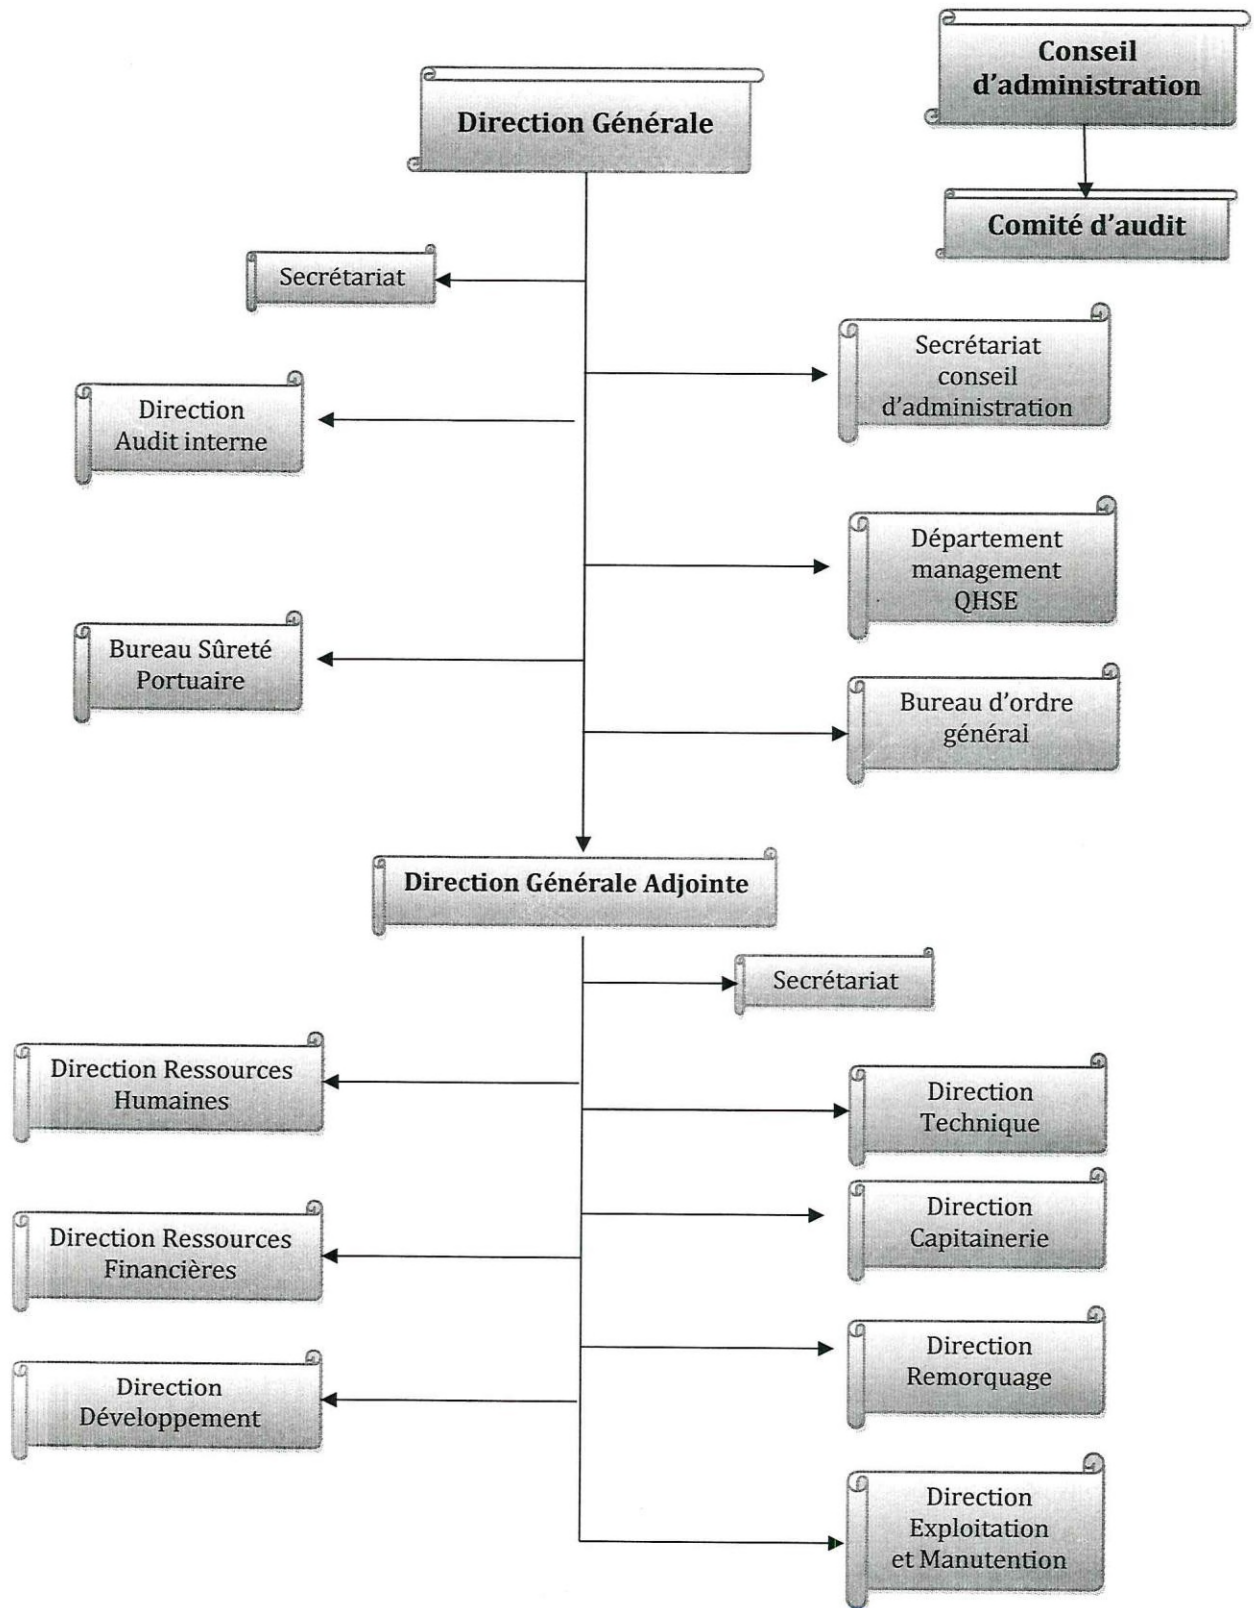 Conseil
d'administration
Direction Générale
Comité d'audit
Secrétariat
Secrétariat
conseil
d'administration
Direction
Audit interne
Département
management
QHSE
Bureau Sûreté
Portuaire
Bureau d'ordre
général
Direction Générale Adjointe
Secrétariat
Direction Ressources
Humaines
Direction
Technique
Direction Ressources
Financières
Direction
Capitainerie
Direction
Développement
Direction
Remorquage
Direction
Exploitation
et Manutention